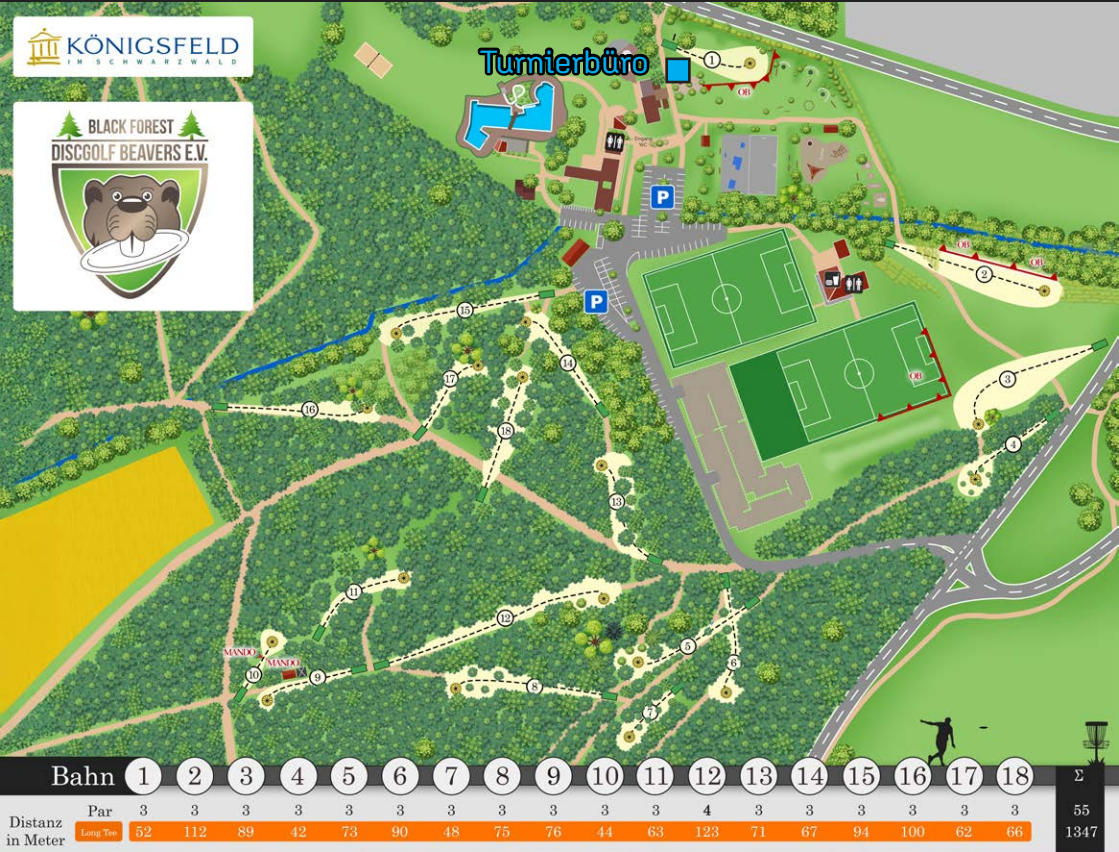 KÖNIGSFELD
IM SCHWARZWALD
BLACK FOREST
DISCGOLF BEAVERS E.V.
Turnierbüro
1
OB
Eingang
WC
P
OB
OB
2
P
15
14
3
OB
17
16
18
4
13
11
12
MANDO
MANDO
10
9
8
5
6
7
Bahn 1 2 3 4 5 6 7 8 9 10 11 12 13 14 15 16 17 18 Σ
Par 3 3 3 3 3 3 3 3 3 3 3 4 3 3 3 3 3 3 55
Distanz
in Meter
Long Tee 52 112 89 42 73 90 48 75 76 44 63 123 71 67 94 100 62 66 1347